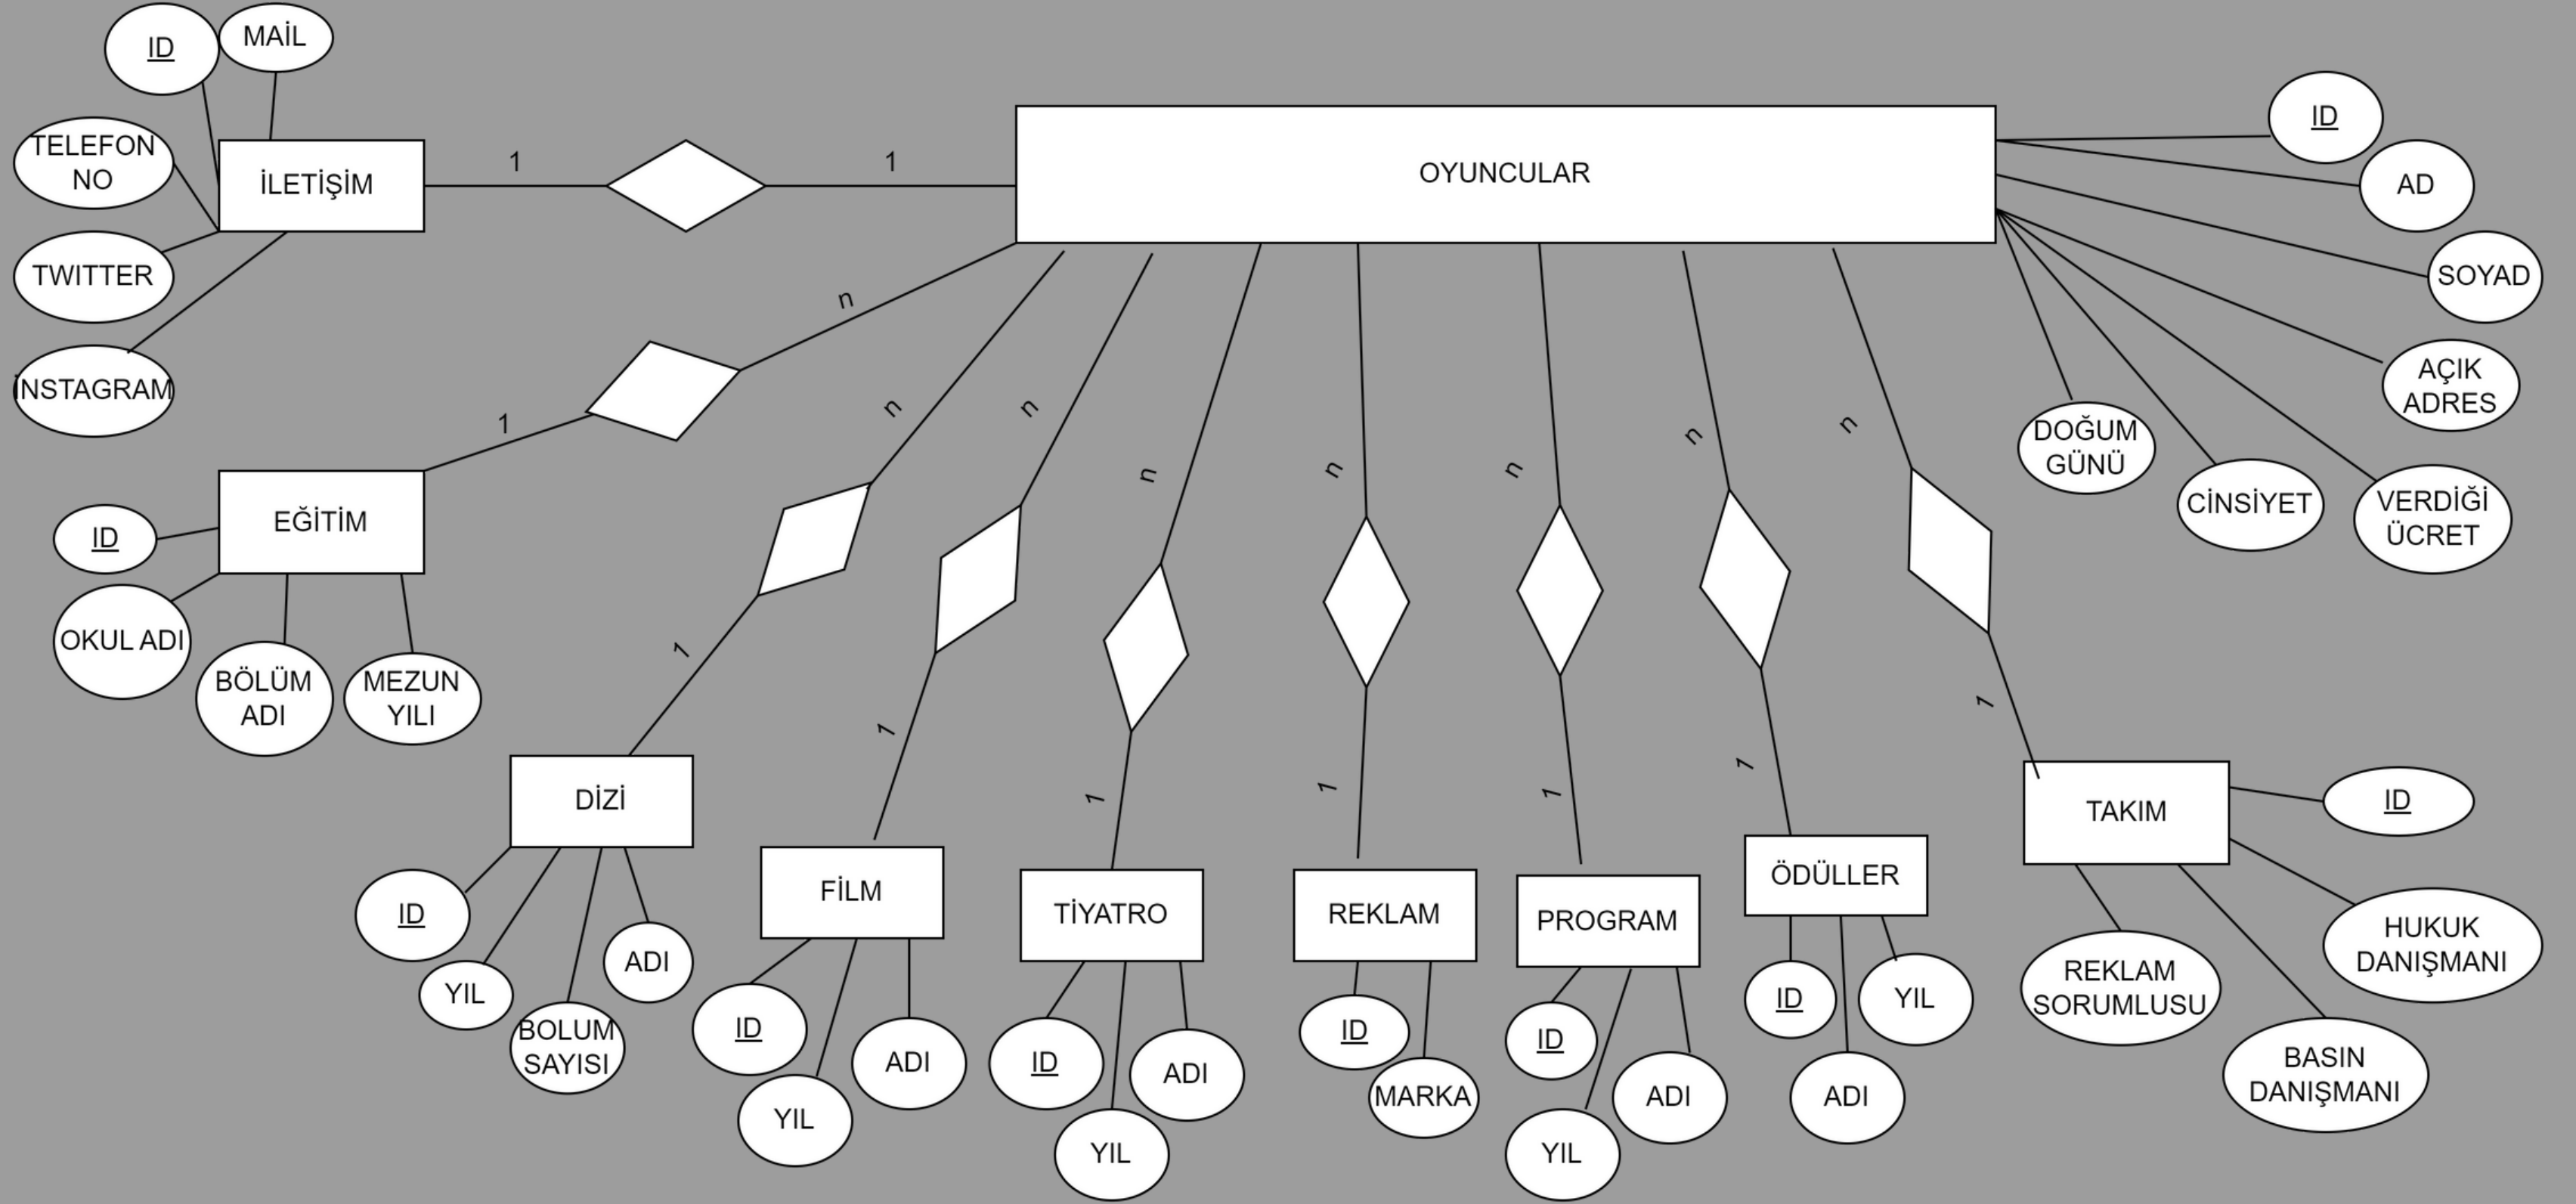 ID
MAİL
TELEFON
NO
TWITTER
İNSTAGRAM
İLETİŞİM
1
1
OYUNCULAR
ID
AD
SOYAD
AÇIK
ADRES
VERDİĞİ
ÜCRET
CİNSİYET
DOĞUM
GÜNÜ
n
1
EĞİTİM
ID
OKUL ADI
BÖLÜM
ADI
MEZUN
YILI
n
1
DİZİ
ID
YIL
BOLUM
SAYISI
ADI
n
1
FİLM
ID
YIL
ADI
n
1
TİYATRO
ID
YIL
ADI
n
1
REKLAM
ID
MARKA
n
1
PROGRAM
ID
YIL
ADI
n
1
ÖDÜLLER
ID
ADI
YIL
n
1
TAKIM
ID
HUKUK
DANIŞMANI
BASIN
DANIŞMANI
REKLAM
SORUMLUSU